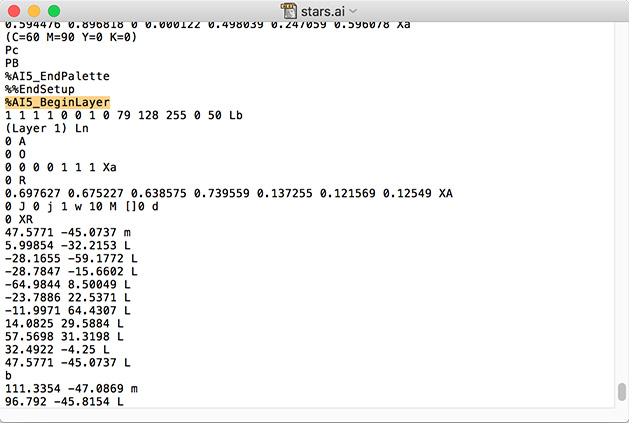 stars.ai
0.594476 0.896818 0 0.000122 0.498039 0.247059 0.596078 Xa
(C=60 M=90 Y=0 K=0)
Pc
PB
%AI5_EndPalette
%%EndSetup
%AI5_BeginLayer
1 1 1 1 0 0 1 0 79 128 255 0 50 Lb
(Layer 1) Ln
0 A
0 O
0 0 0 0 1 1 1 Xa
0 R
0.697627 0.675227 0.638575 0.739559 0.137255 0.121569 0.12549 XA
0 J 0 j 1 w 10 M []0 d
0 XR
47.5771 -45.0737 m
5.99854 -32.2153 L
-28.1655 -59.1772 L
-28.7847 -15.6602 L
-64.9844 8.50049 L
-23.7886 22.5371 L
-11.9971 64.4307 L
14.0825 29.5884 L
57.5698 31.3198 L
32.4922 -4.25 L
47.5771 -45.0737 L
b
111.3354 -47.0869 m
96.792 -45.8154 L